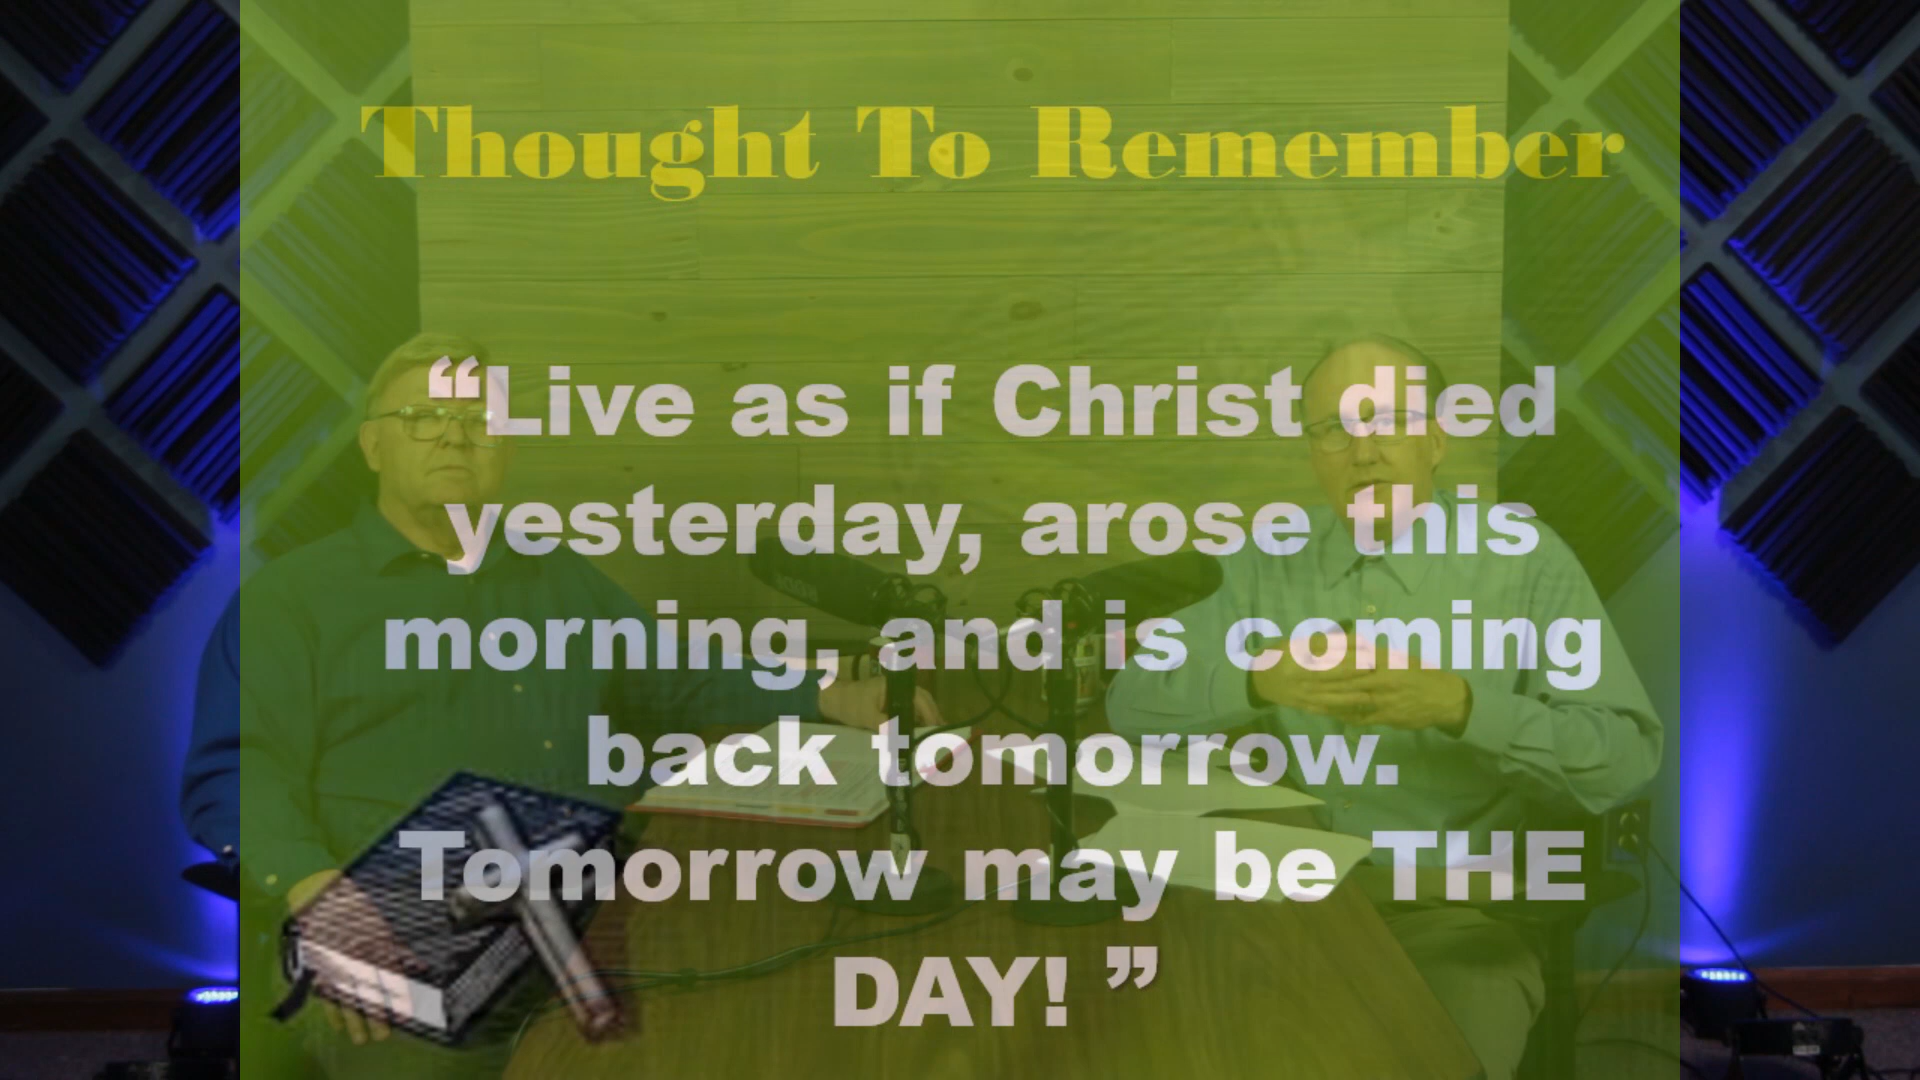 Thought To Remember
“Live as if Christ died
yesterday, arose this
morning, and is coming
back tomorrow.
Tomorrow may be THE
DAY! ”